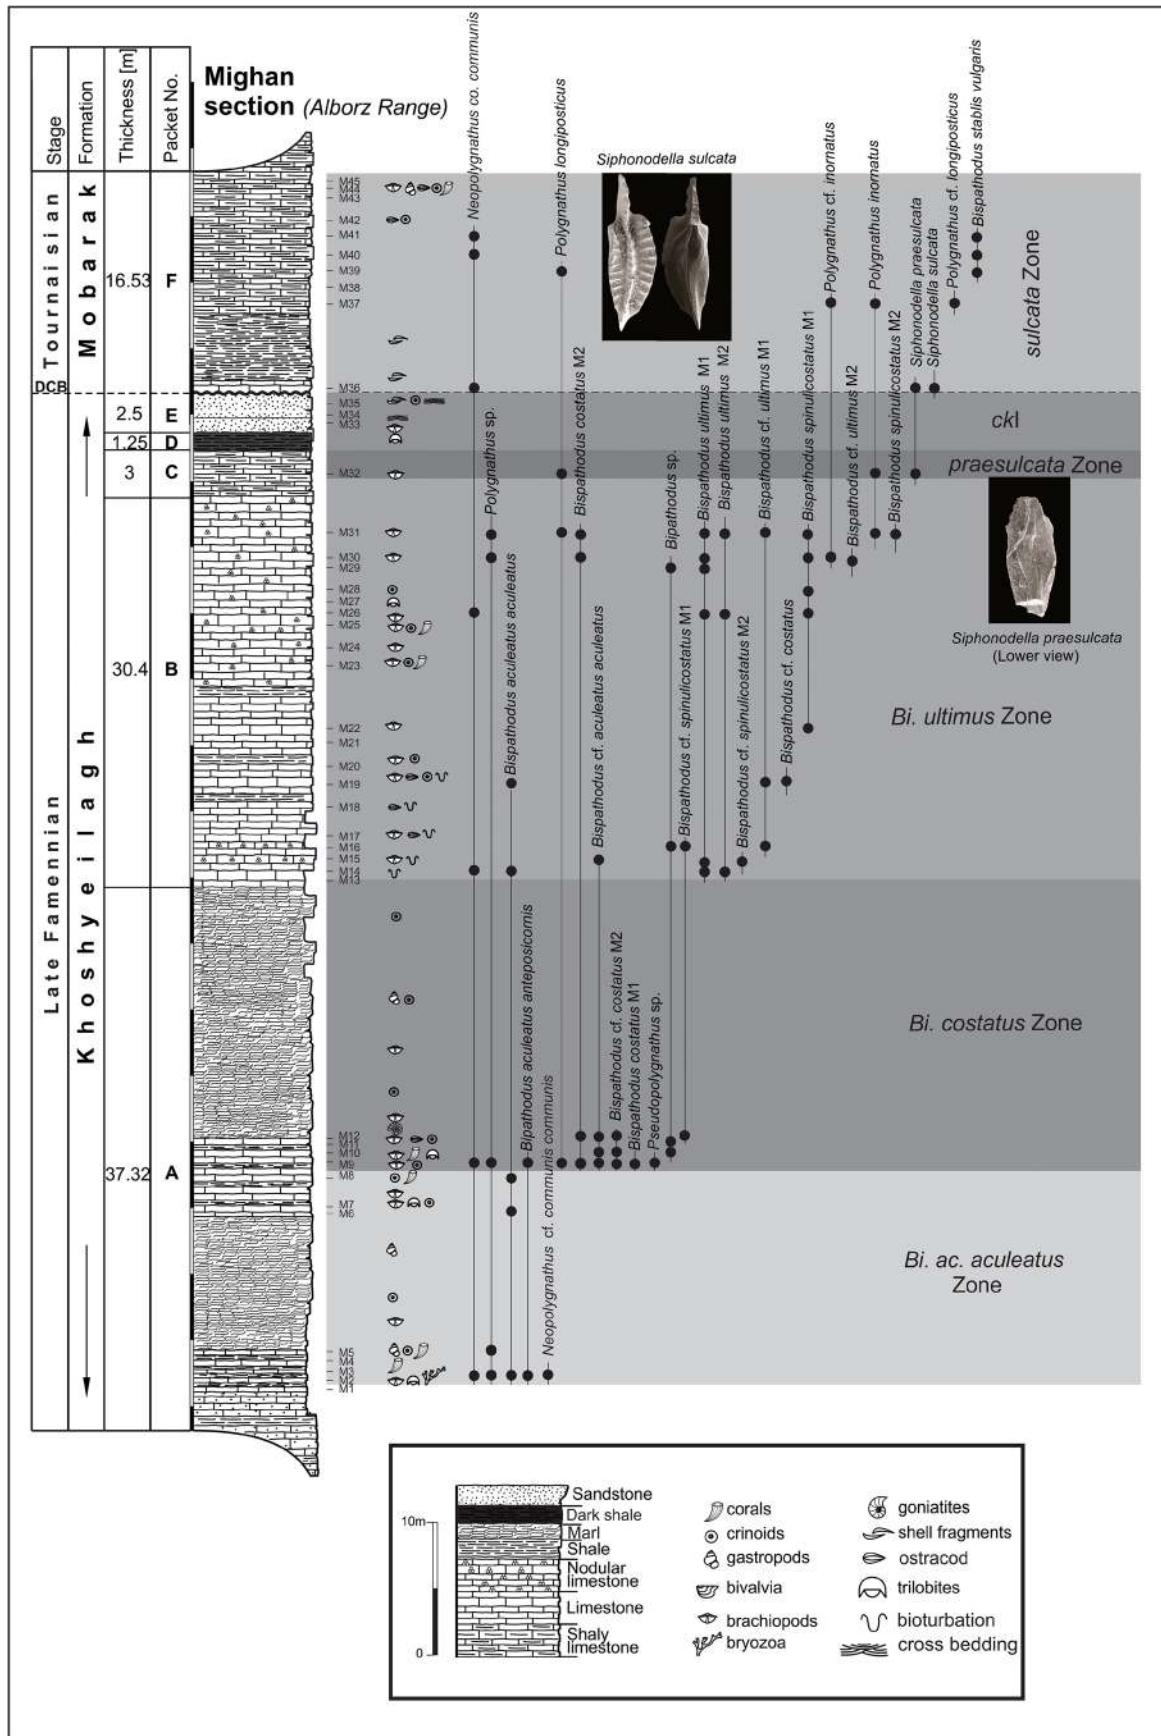 Stage
Formation
Thickness [m]
Packet No.
Mighan
section (Alborz Range)
Tournaisian
DCB
Late Famennian
Mobarak
Khoshyeilagh
16.53
2.5
1.25
3
30.4
37.32
F
E
D
C
B
A
M45
M44
M43
M42
M41
M40
M39
M38
M37
M36
M35
M34
M33
M32
M31
M30
M29
M28
M27
M26
M25
M24
M23
M22
M21
M20
M19
M18
M17
M16
M15
M14
M13
M12
M11
M10
M9
M8
M7
M6
M5
M4
M3
M2
M1
Neopolygnathus co. communis
Polygnathus sp.
Bispathodus aculeatus aculeatus
Bipathodus aculeatus anteposicornis
Neopolygnathus cf. communis communis
Polygnathus longiposticus
Bispathodus costatus M2
Bispathodus cf. aculeatus aculeatus
Bispathodus cf. costatus M2
Bispathodus costatus M1
Pseudopolygnathus sp.
Bipathodus sp.
Bispathodus cf. spinulicostatus M1
Bispathodus ultimus M1
Bispathodus ultimus M2
Bispathodus cf. spinulicostatus M2
Bispathodus cf. ultimus M1
Bispathodus cf. costatus
Bispathodus spinulicostatus M1
Polygnathus cf. inornatus
Bispathodus cf. ultimus M2
Polygnathus inornatus
Bispathodus spinulicostatus M2
Siphonodella praesulcata
Siphonodella sulcata
Polygnathus cf. longiposticus
Bispathodus stablis vulgaris
Siphonodella sulcata
sulcata Zone
ckI
praesulcata Zone
Siphonodella praesulcata
(Lower view)
Bi. ultimus Zone
Bi. costatus Zone
Bi. ac. aculeatus
Zone
10m
0
Sandstone
Dark shale
Marl
Shale
Nodular
limestone
Limestone
Shaly
limestone
corals
crinoids
gastropods
bivalvia
brachiopods
bryozoa
goniatites
shell fragments
ostracod
trilobites
bioturbation
cross bedding